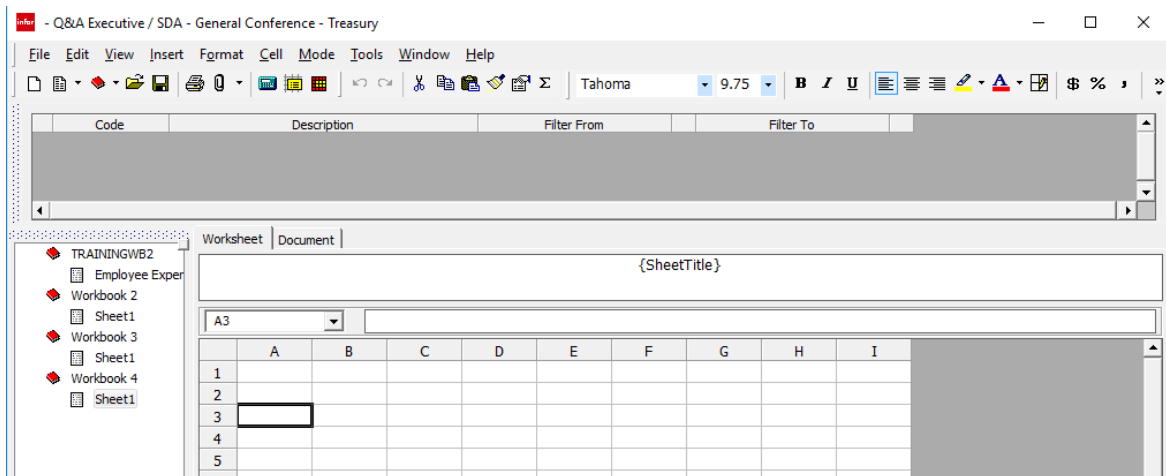 infor - Q&A Executive / SDA - General Conference - Treasury
File Edit View Insert Format Cell Mode Tools Window Help
Σ Tahoma 9.75 B I U A $ % , »
Code Description Filter From Filter To
Worksheet Document
TRAININGWB2
Employee Exper
Workbook 2
Sheet1
Workbook 3
Sheet1
Workbook 4
Sheet1
{SheetTitle}
A3
A B C D E F G H I
1
2
3
4
5